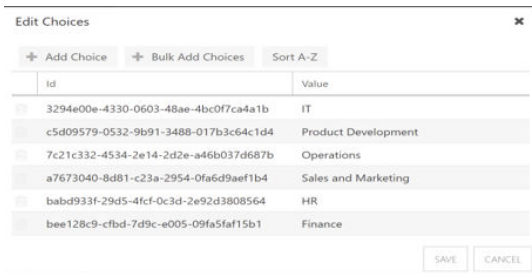 Edit Choices
Add Choice Bulk Add Choices Sort A-Z
Id Value
3294e00e-4330-0603-48ae-4bc0f7ca4a1b IT
c5d09579-0532-9b91-3488-017b3c64c1d4 Product Development
7c21c332-4534-2e14-2d2e-a46b037d687b Operations
a7673040-8d81-c23a-2954-0fa6d9aef1b4 Sales and Marketing
babd933f-29d5-4fcf-0c3d-2e92d3808564 HR
bee128c9-cfbd-7d9c-e005-09fa5faf15b1 Finance
SAVE CANCEL